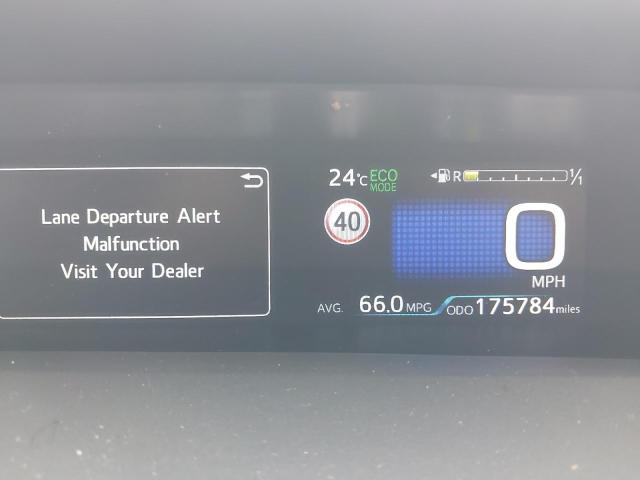 Lane Departure Alert
Malfunction
Visit Your Dealer
24°C ECO MODE
R 1/1
40
0
MPH
AVG. 66.0 MPG ODO 175784 miles